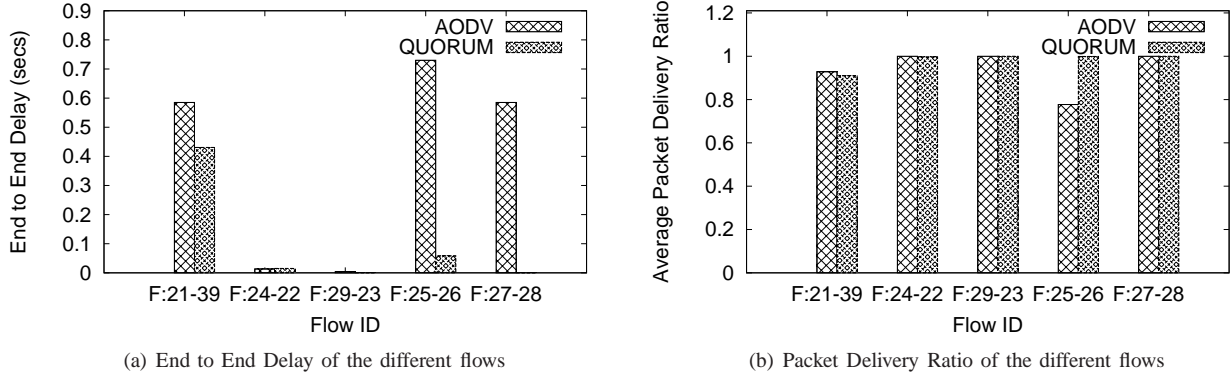 End to End Delay (secs)
0.9
0.8
0.7
0.6
0.5
0.4
0.3
0.2
0.1
0
AODV
QUORUM
F:21-39 F:24-22 F:29-23 F:25-26 F:27-28
Flow ID
(a) End to End Delay of the different flows
Average Packet Delivery Ratio
1.2
1
0.8
0.6
0.4
0.2
0
AODV
QUORUM
F:21-39 F:24-22 F:29-23 F:25-26 F:27-28
Flow ID
(b) Packet Delivery Ratio of the different flows